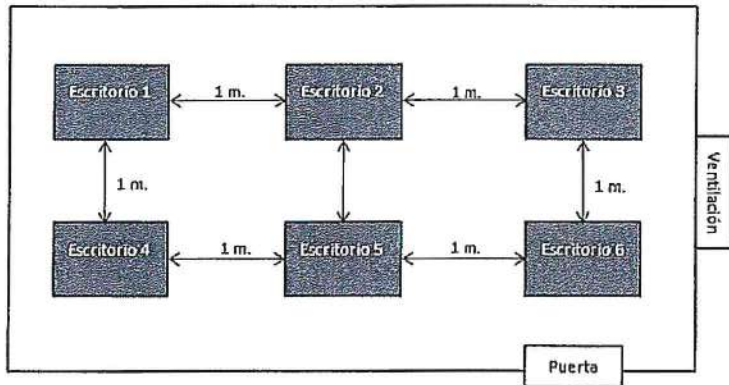 Escritorio 1
1 m.
Escritorio 2
1 m.
Escritorio 3
1 m.
1 m.
Ventilación
Escritorio 4
1 m.
Escritorio 5
1 m.
Escritorio 6
Puerta